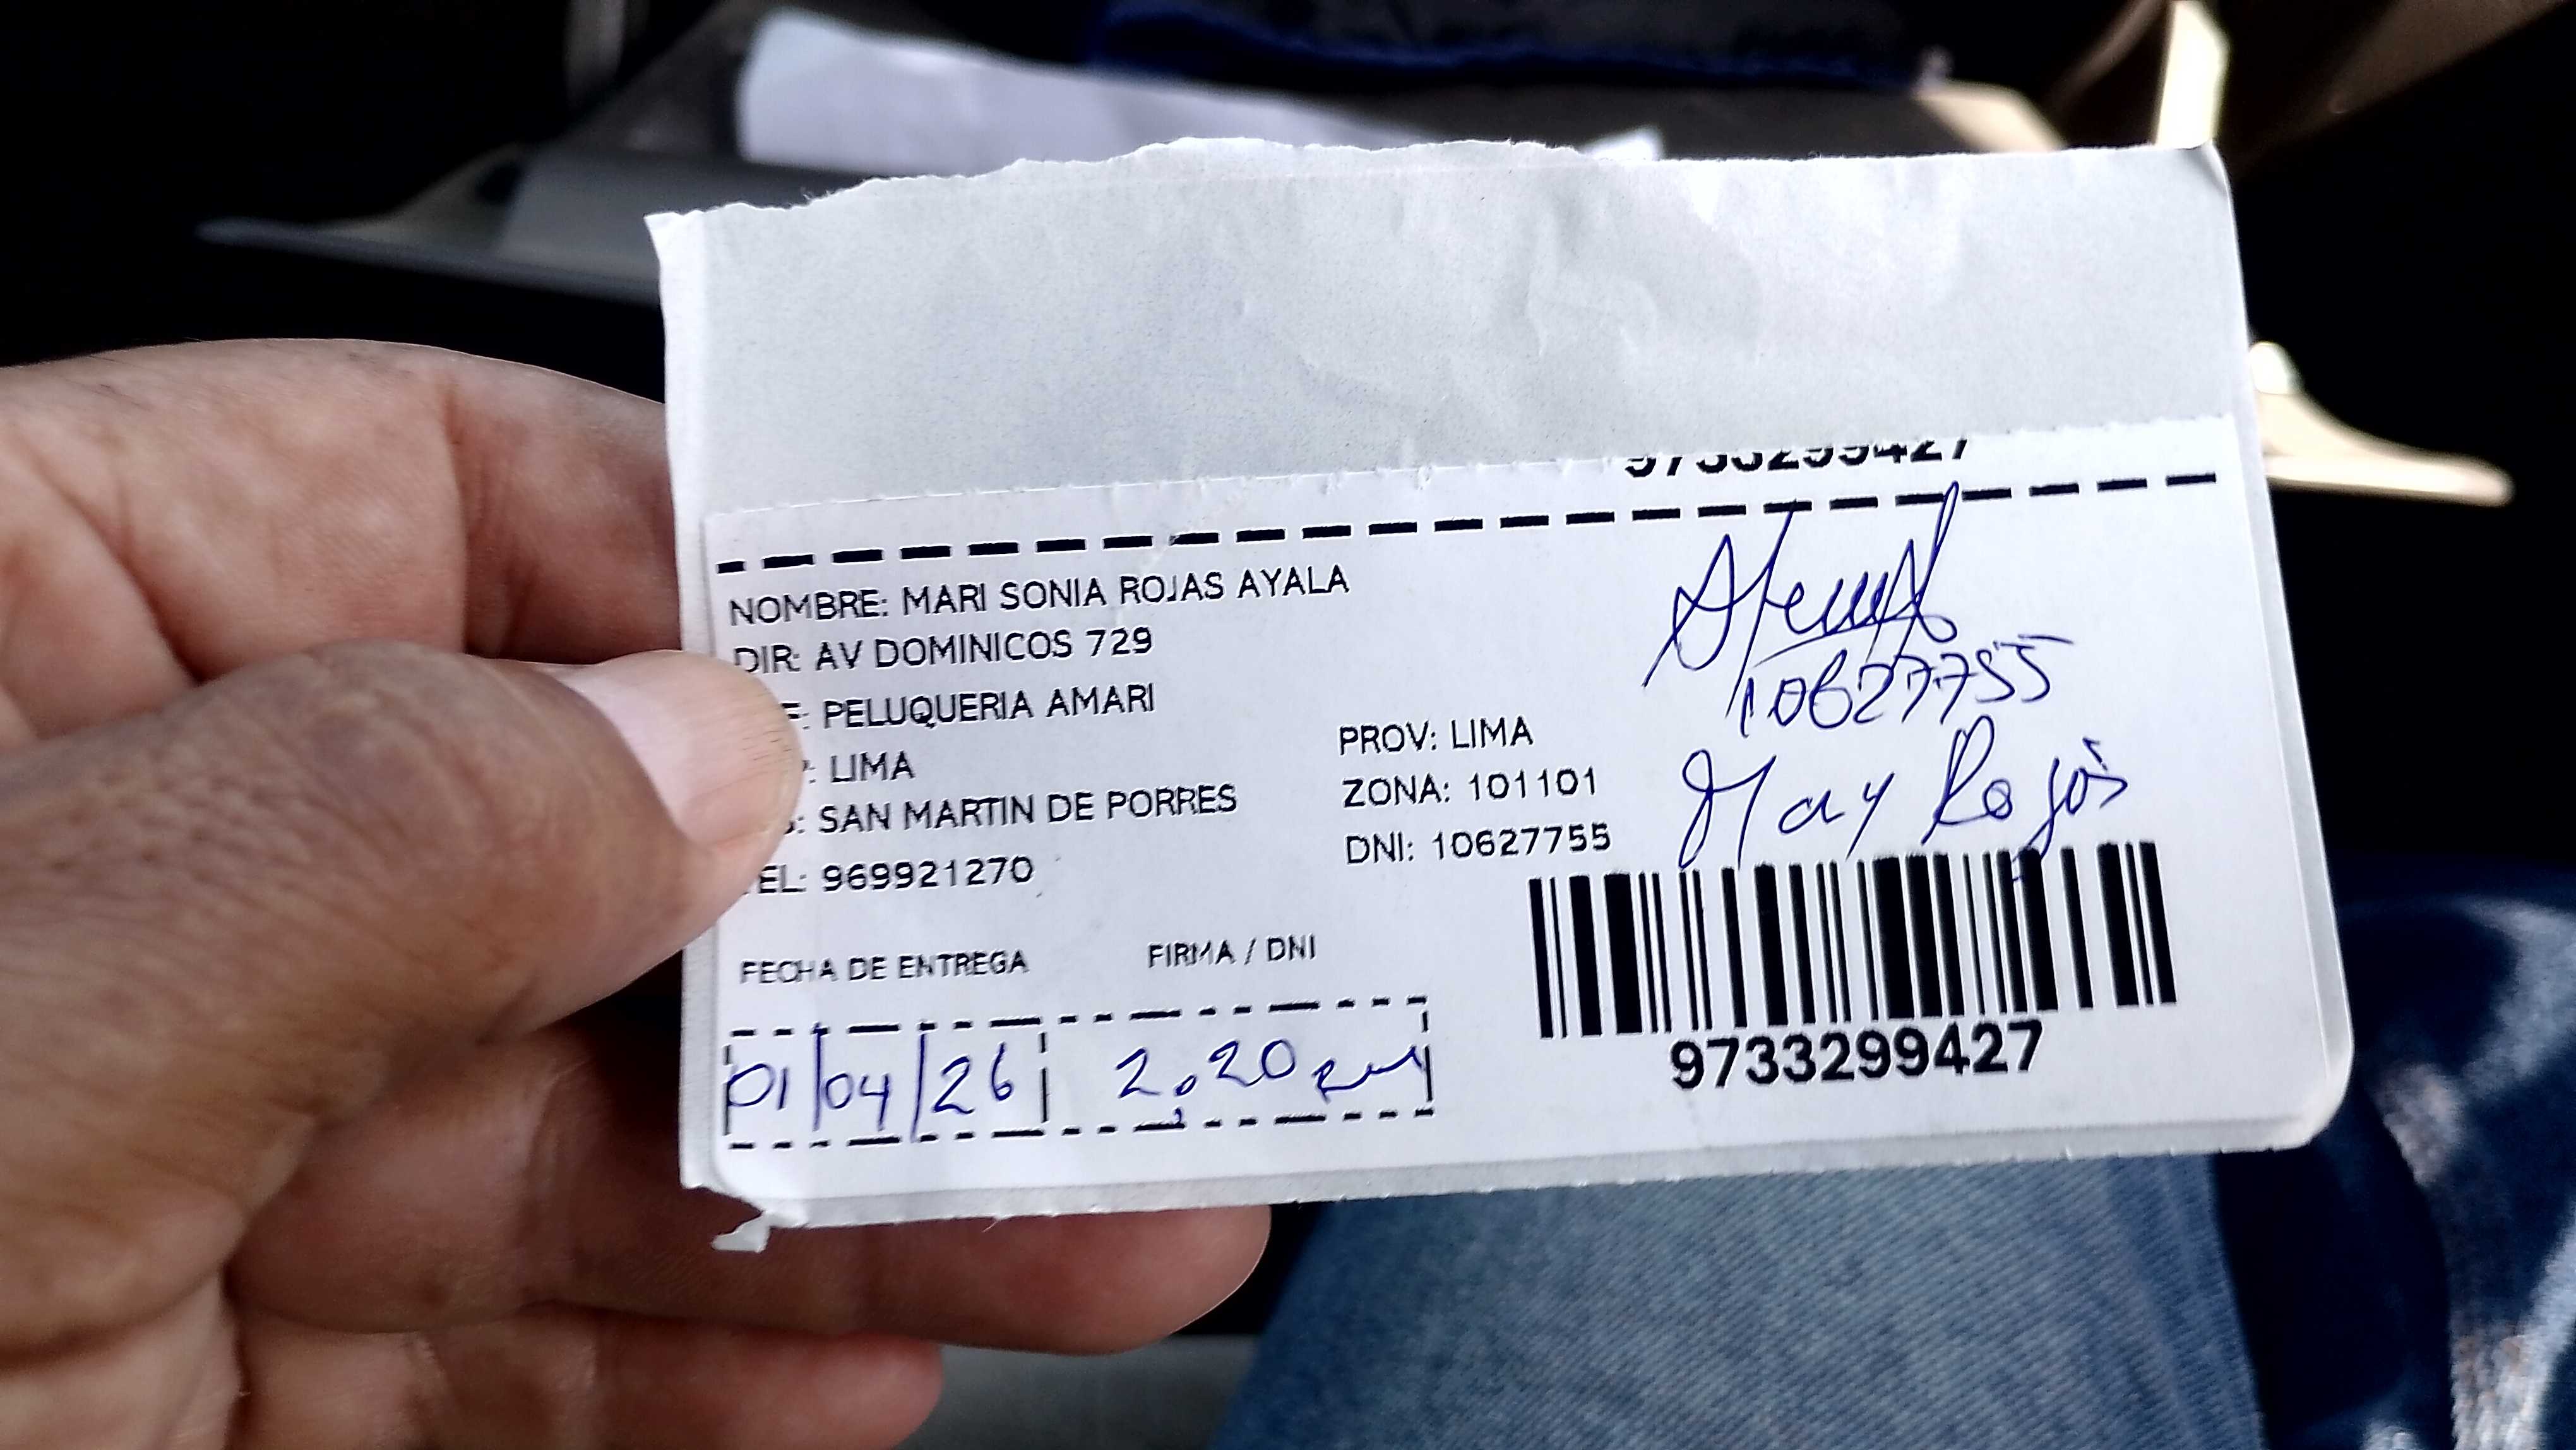 9733299427
NOMBRE: MARI SONIA ROJAS AYALA
DIR: AV DOMINICOS 729
E: PELUQUERIA AMARI
: LIMA
S: SAN MARTIN DE PORRES
EL: 969921270
PROV: LIMA
ZONA: 101101
DNI: 10627755
10627755
May Rojas
FECHA DE ENTREGA
FIRMA / DNI
01/04/26
2:20 pm
9733299427